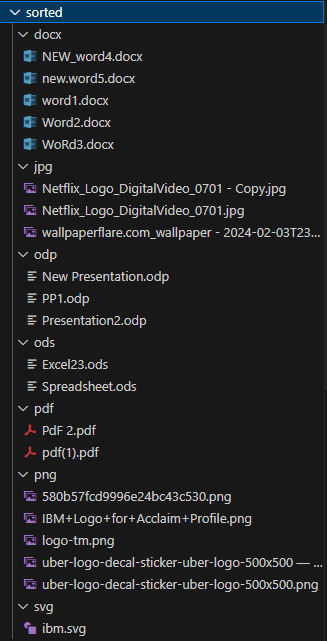 sorted
docx
NEW_word4.docx
new.word5.docx
word1.docx
Word2.docx
WoRd3.docx
jpg
Netflix_Logo_DigitalVideo_0701 - Copy.jpg
Netflix_Logo_DigitalVideo_0701.jpg
wallpaperflare.com_wallpaper - 2024-02-03T23...
odp
New Presentation.odp
PP1.odp
Presentation2.odp
ods
Excel23.ods
Spreadsheet.ods
pdf
PdF 2.pdf
pdf(1).pdf
png
580b57fcd9996e24bc43c530.png
IBM+Logo+for+Acclaim+Profile.png
logo-tm.png
uber-logo-decal-sticker-uber-logo-500x500 — ...
uber-logo-decal-sticker-uber-logo-500x500.png
svg
ibm.svg